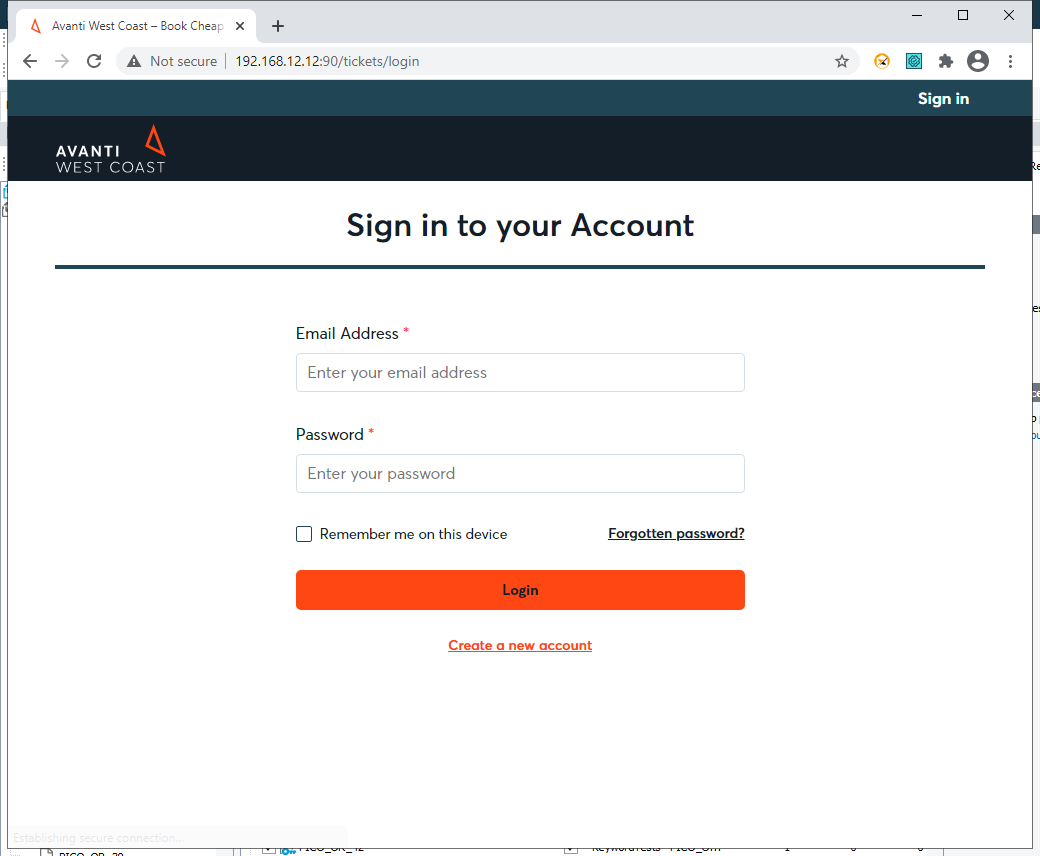 Avanti West Coast – Book Cheap
Not secure
192.168.12.12:90/tickets/login
Sign in
AVANTI
WEST COAST
Sign in to your Account
Email Address *
Enter your email address
Password *
Enter your password
Remember me on this device
Forgotten password?
Login
Create a new account
Establishing secure connection...